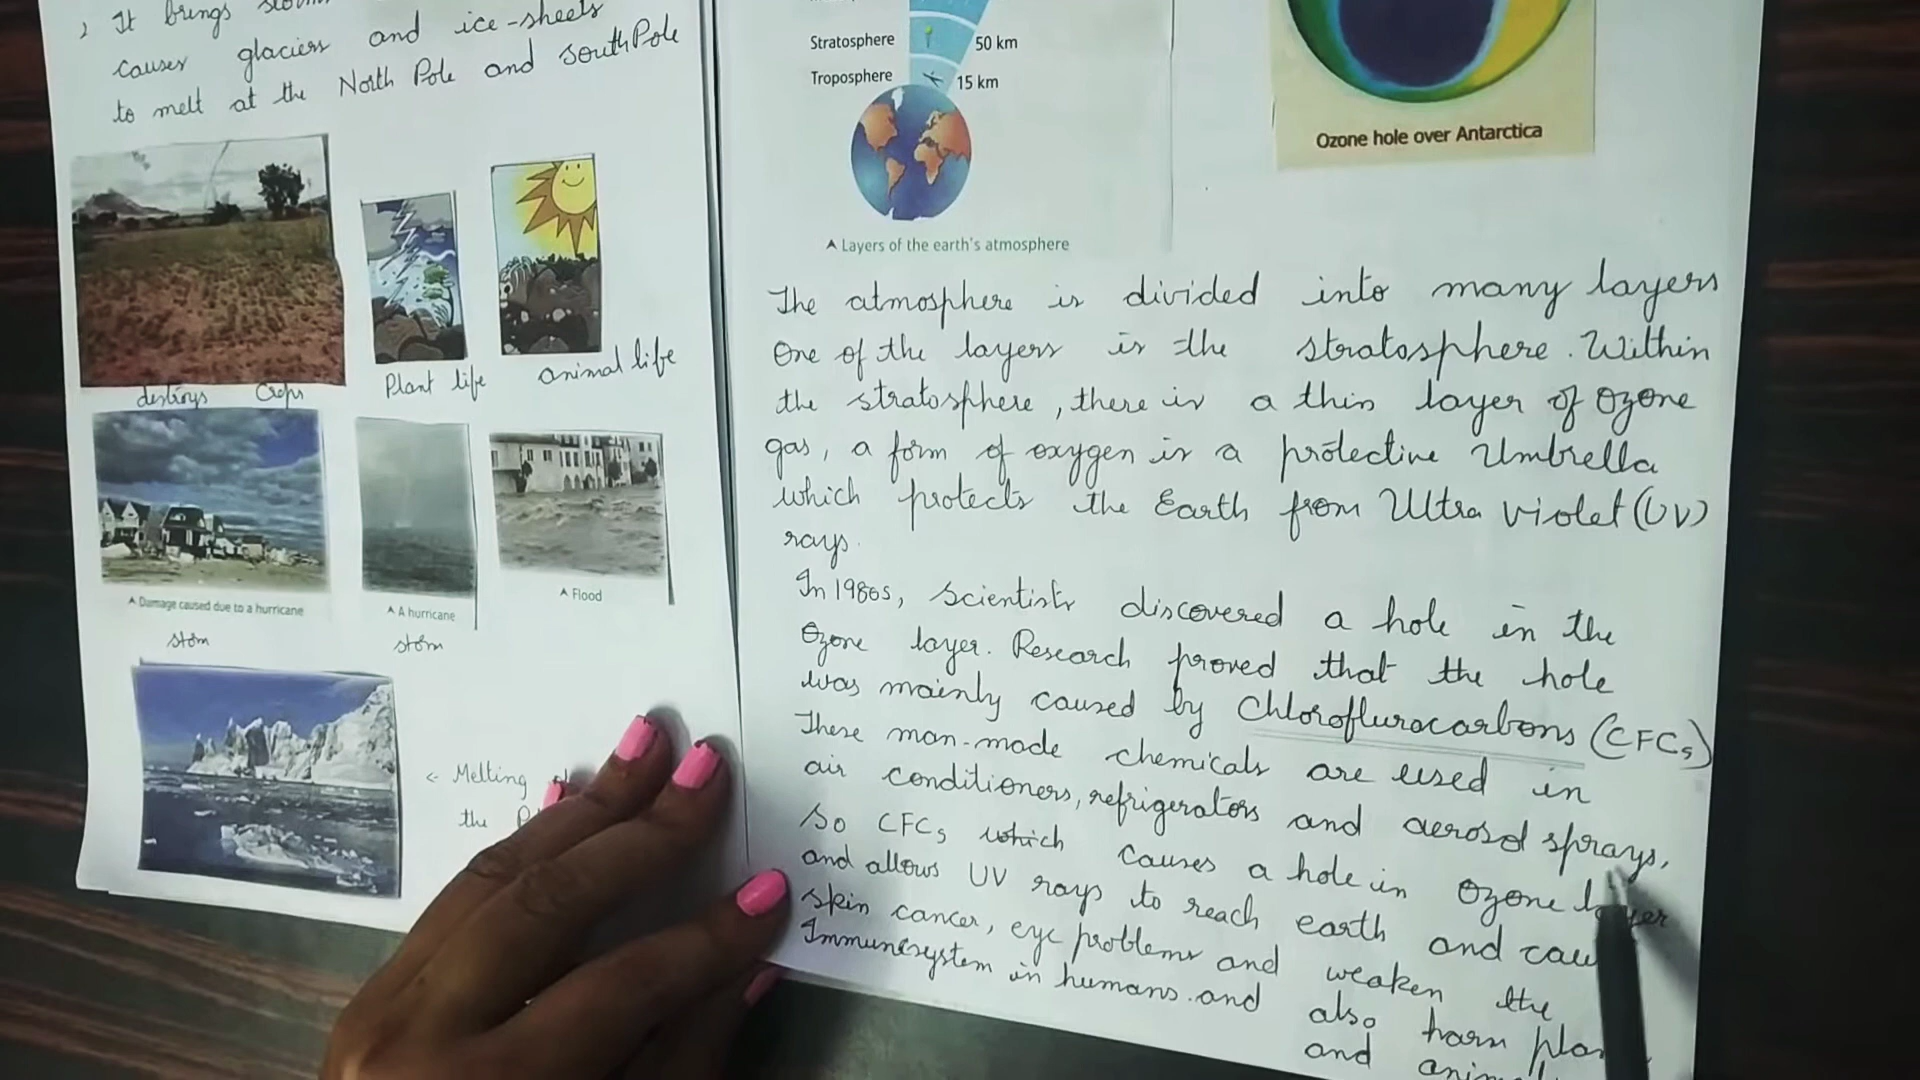 , It brings
causes glaciers and ice-sheets
to melt at the North Pole and south Pole
destroys Crops
Plant life
animal life
Damage caused due to a hurricane
A hurricane
Flood
stom
stom
< Melting
the
Stratosphere
50 km
Troposphere
15 km
Layers of the earth's atmosphere
Ozone hole over Antarctica
The atmosphere is divided into many layers
One of the layers is the stratosphere. Within
the stratosphere, there is a thin layer of Ozone
gas, a form of oxygen is a protective Umbrella
which protects the Earth from Ultra violet (UV)
rays.
In 1980s, scientists discovered a hole in the
Ozone layer. Research proved that the hole
was mainly caused by Chloroflurocarbons (CFCs)
These man-made chemicals are used in
air conditioners, refrigerators and aerosol sprays,
So CFCs which causes a hole in Ozone layer
and allows UV rays to reach earth and
skin cancer, eye problems and weaken the
Immunesystem in humans. and also harm
and